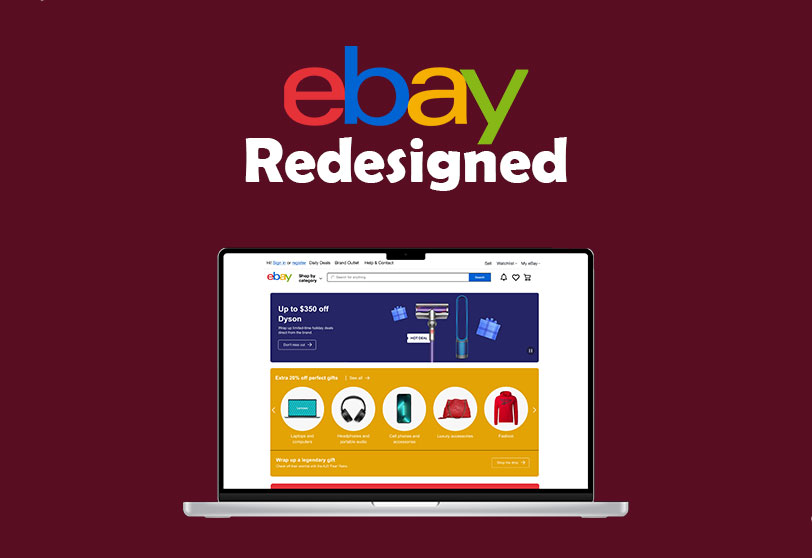 ebay
Redesigned
Hi! Sign in or register Daily Deals Brand Outlet Help & Contact Sell Watchlist My eBay
ebay Shop by category Search for anything Search
Up to $350 off
Dyson
Wrap up limited-time holiday deals
direct from the brand.
Don't miss out →
HOT DEAL
Extra 20% off perfect gifts | See all →
Laptops and
computers
Headphones and
portable audio
Cell phones and
accessories
Luxury accessories
Fashion
Wrap up a legendary gift
Shop the drop →